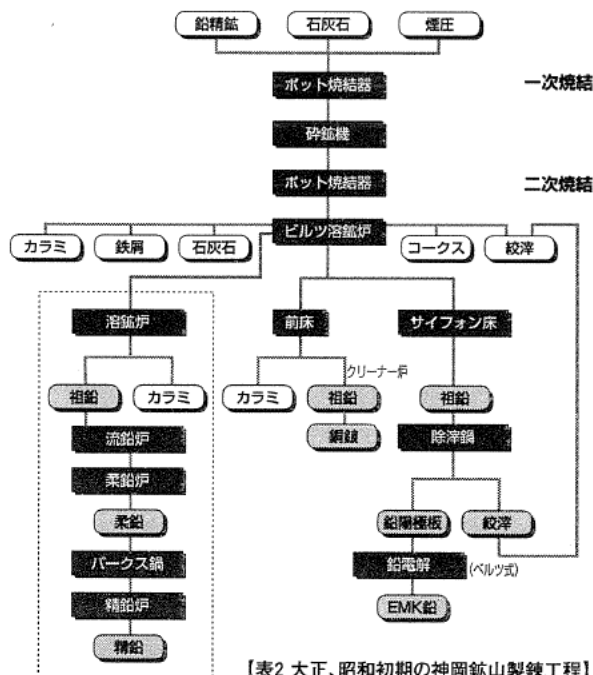 鉛精鉱 石灰石 煙圧
ポット焼結器 一次焼結
砕鉱機
ポット焼結器 二次焼結
ピルツ溶鉱炉
カラミ 鉄屑 石灰石 コークス 絞滓
溶鉱炉 前床 サイフォン床
クリーナー炉
祖鉛 カラミ カラミ 祖鉛 祖鉛
流鉛炉 銅鈹 除滓鍋
柔鉛炉
柔鉛 鉛陽極板 絞滓
パークス鍋 鉛電解 (ベルツ式)
精鉛炉 EMK鉛
精鉛
【表2 大正、昭和初期の神岡鉱山製錬工程】